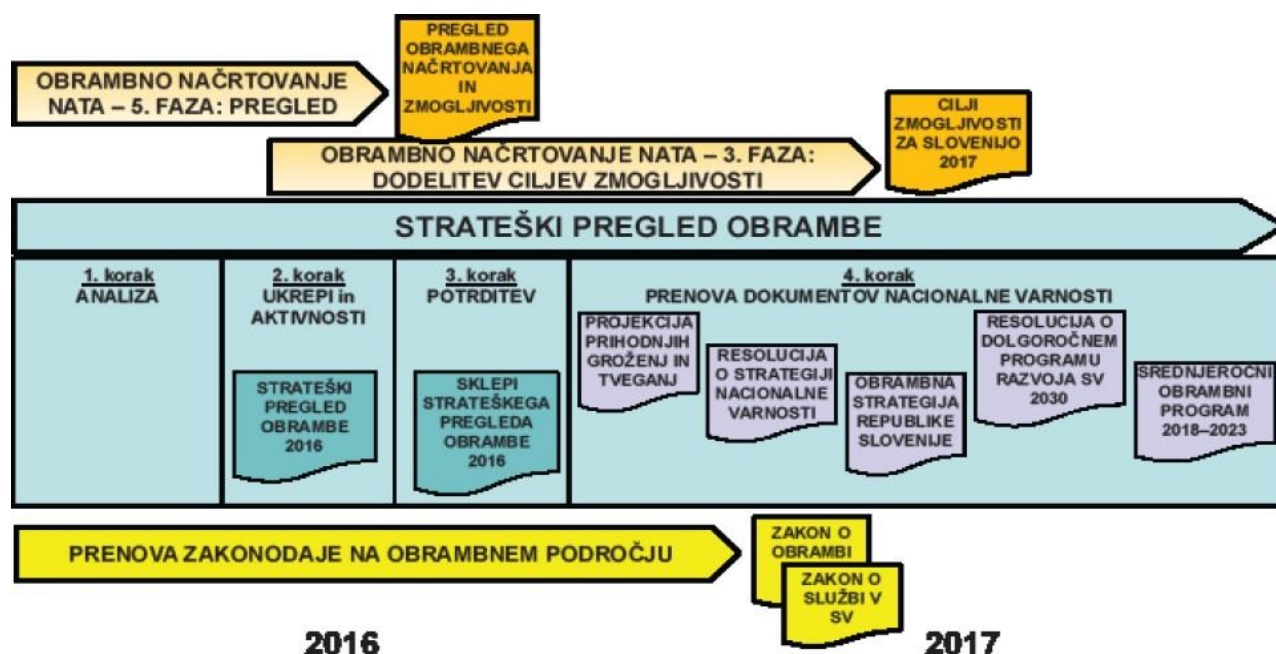 PREGLED
OBRAMBNEGA
NAČRTOVANJA
IN
ZMOGLJIVOSTI
OBRAMBNO NAČRTOVANJE
NATA – 5. FAZA: PREGLED
CILJI
ZMOGLJIVOSTI
ZA SLOVENIJO
2017
OBRAMBNO NAČRTOVANJE NATA – 3. FAZA:
DODELITEV CILJEV ZMOGLJIVOSTI
STRATEŠKI PREGLED OBRAMBE
1. korak
ANALIZA
2. korak
UKREPI in
AKTIVNOSTI
STRATEŠKI
PREGLED
OBRAMBE
2016
3. korak
POTRDITEV
SKLEPI
STRATEŠKEGA
PREGLEDA
OBRAMBE
2016
4. korak
PRENOVA DOKUMENTOV NACIONALNE VARNOSTI
PROJEKCIJA
PRIHODNJIH
GROŽENJ IN
TVEGANJ
RESOLUCIJA
O STRATEGIJI
NACIONALNE
VARNOSTI
OBRAMBNA
STRATEGIJA
REPUBLIKE
SLOVENIJE
RESOLUCIJA O
DOLGOROČNEM
PROGRAMU
RAZVOJA SV
2030
SREDNJEROČNI
OBRAMBNI
PROGRAM
2018–2023
PRENOVA ZAKONODAJE NA OBRAMBNEM PODROČJU
ZAKON O
OBRAMBI
ZAKON O
SLUŽBI V
SV
2016
2017